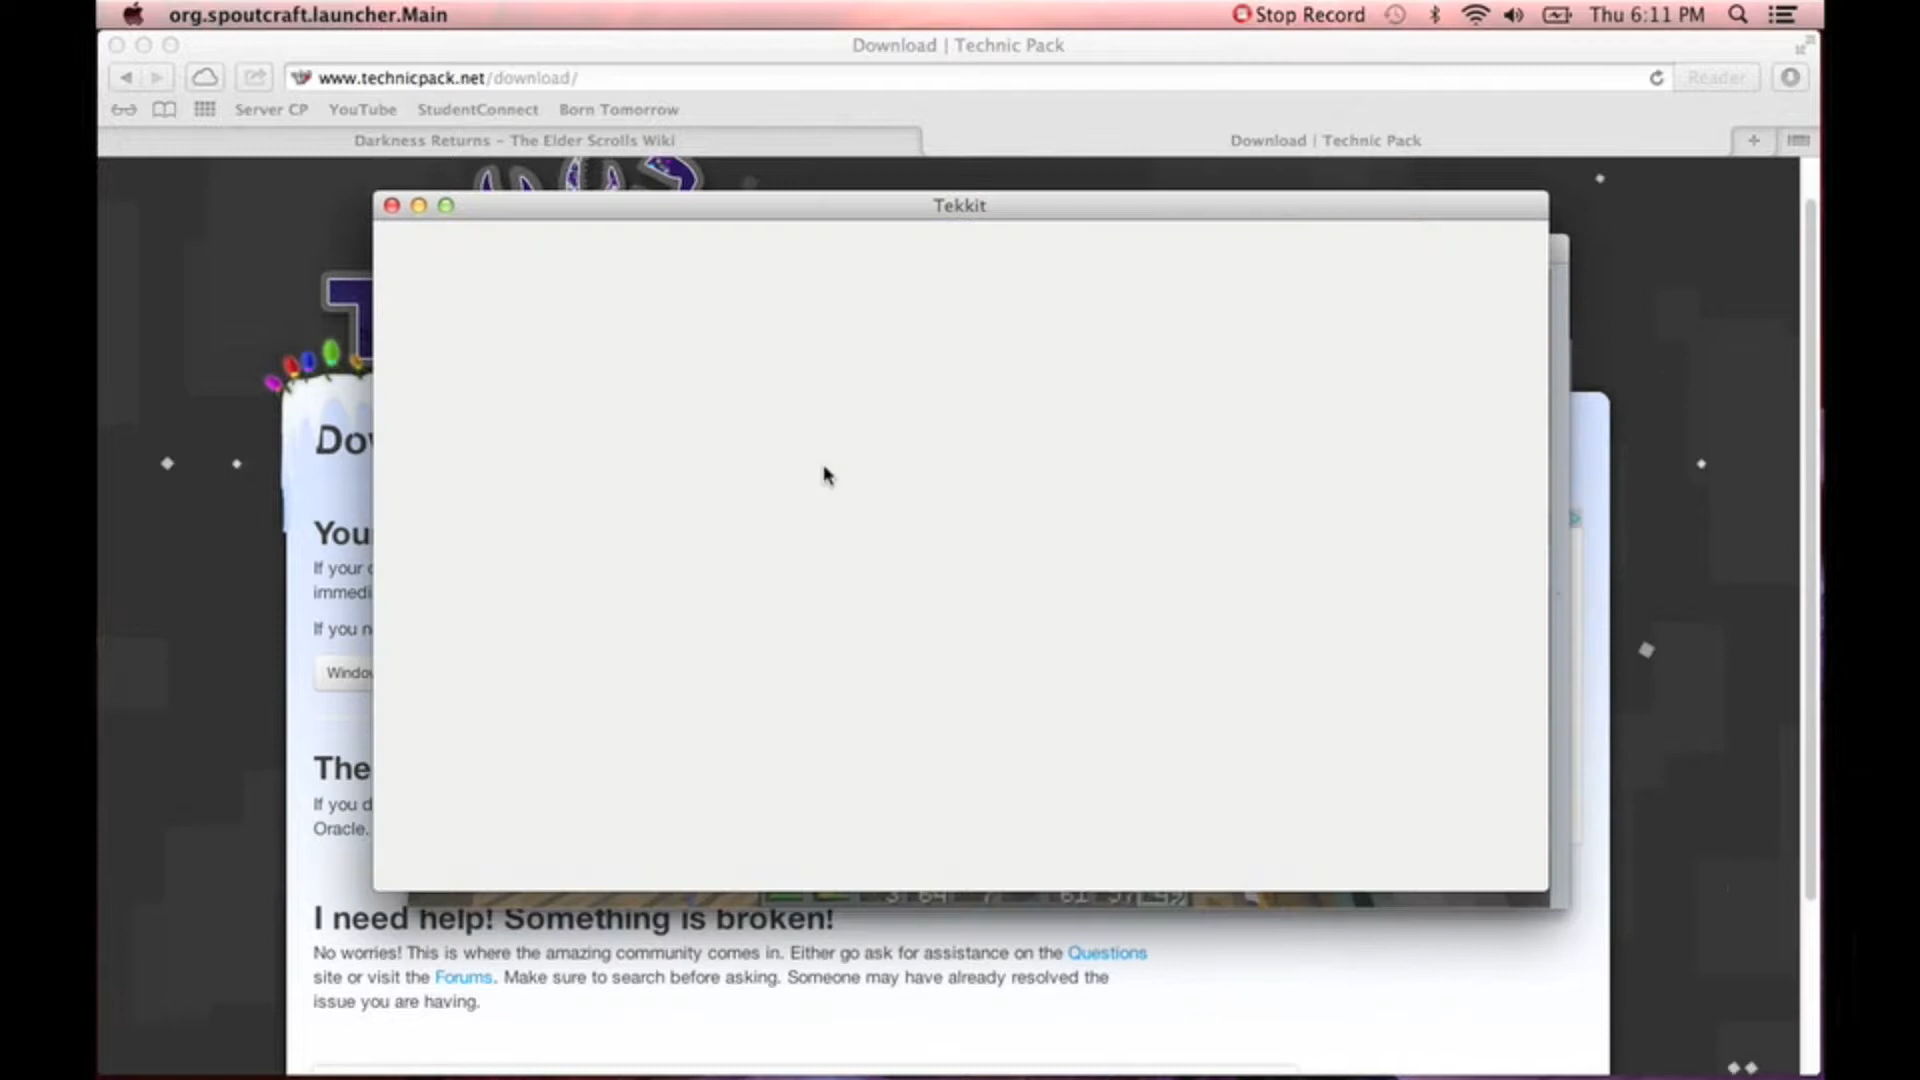 org.spoutcraft.launcher.Main
Stop Record
Thu 6:11 PM
Download | Technic Pack
www.technicpack.net/download/
Reader
Server CP
YouTube
StudentConnect
Born Tomorrow
Darkness Returns – The Elder Scrolls Wiki
Download | Technic Pack
Tekkit
T
Dow
You
If your
immedi
If you n
Windo
The
If you d
Oracle.
I need help! Something is broken!
No worries! This is where the amazing community comes in. Either go ask for assistance on the Questions
site or visit the Forums. Make sure to search before asking. Someone may have already resolved the
issue you are having.